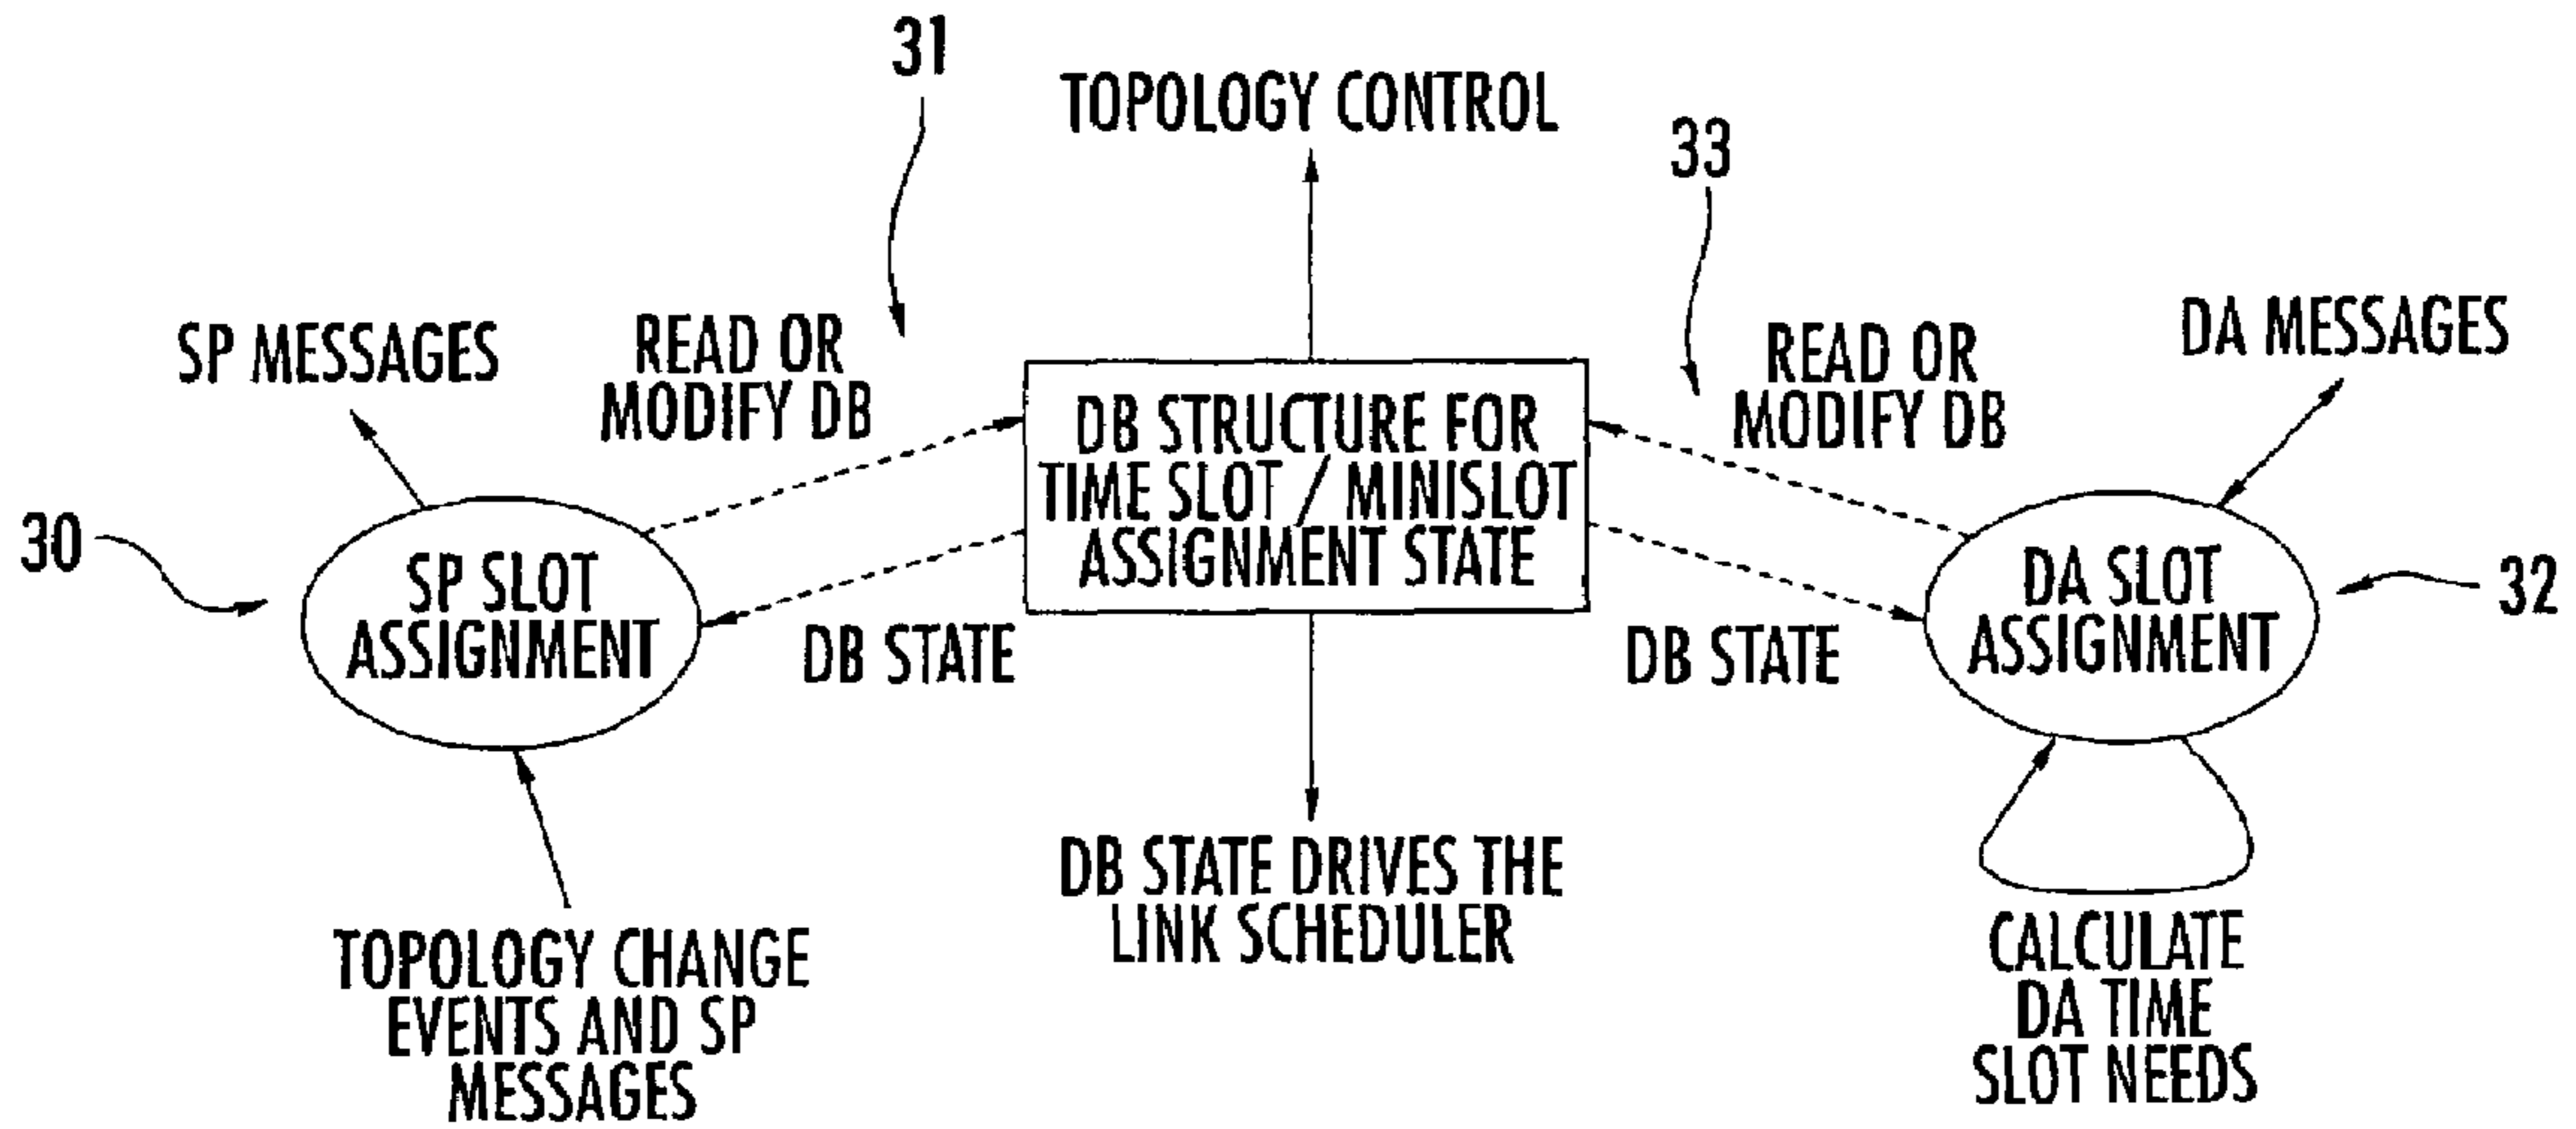 31
TOPOLOGY CONTROL
33
SP MESSAGES
READ OR
MODIFY DB
READ OR
MODIFY DB
DA MESSAGES
DB STRUCTURE FOR
TIME SLOT / MINISLOT
ASSIGNMENT STATE
30
SP SLOT
ASSIGNMENT
DA SLOT
ASSIGNMENT
32
DB STATE
DB STATE
DB STATE DRIVES THE
LINK SCHEDULER
TOPOLOGY CHANGE
EVENTS AND SP
MESSAGES
CALCULATE
DA TIME
SLOT NEEDS